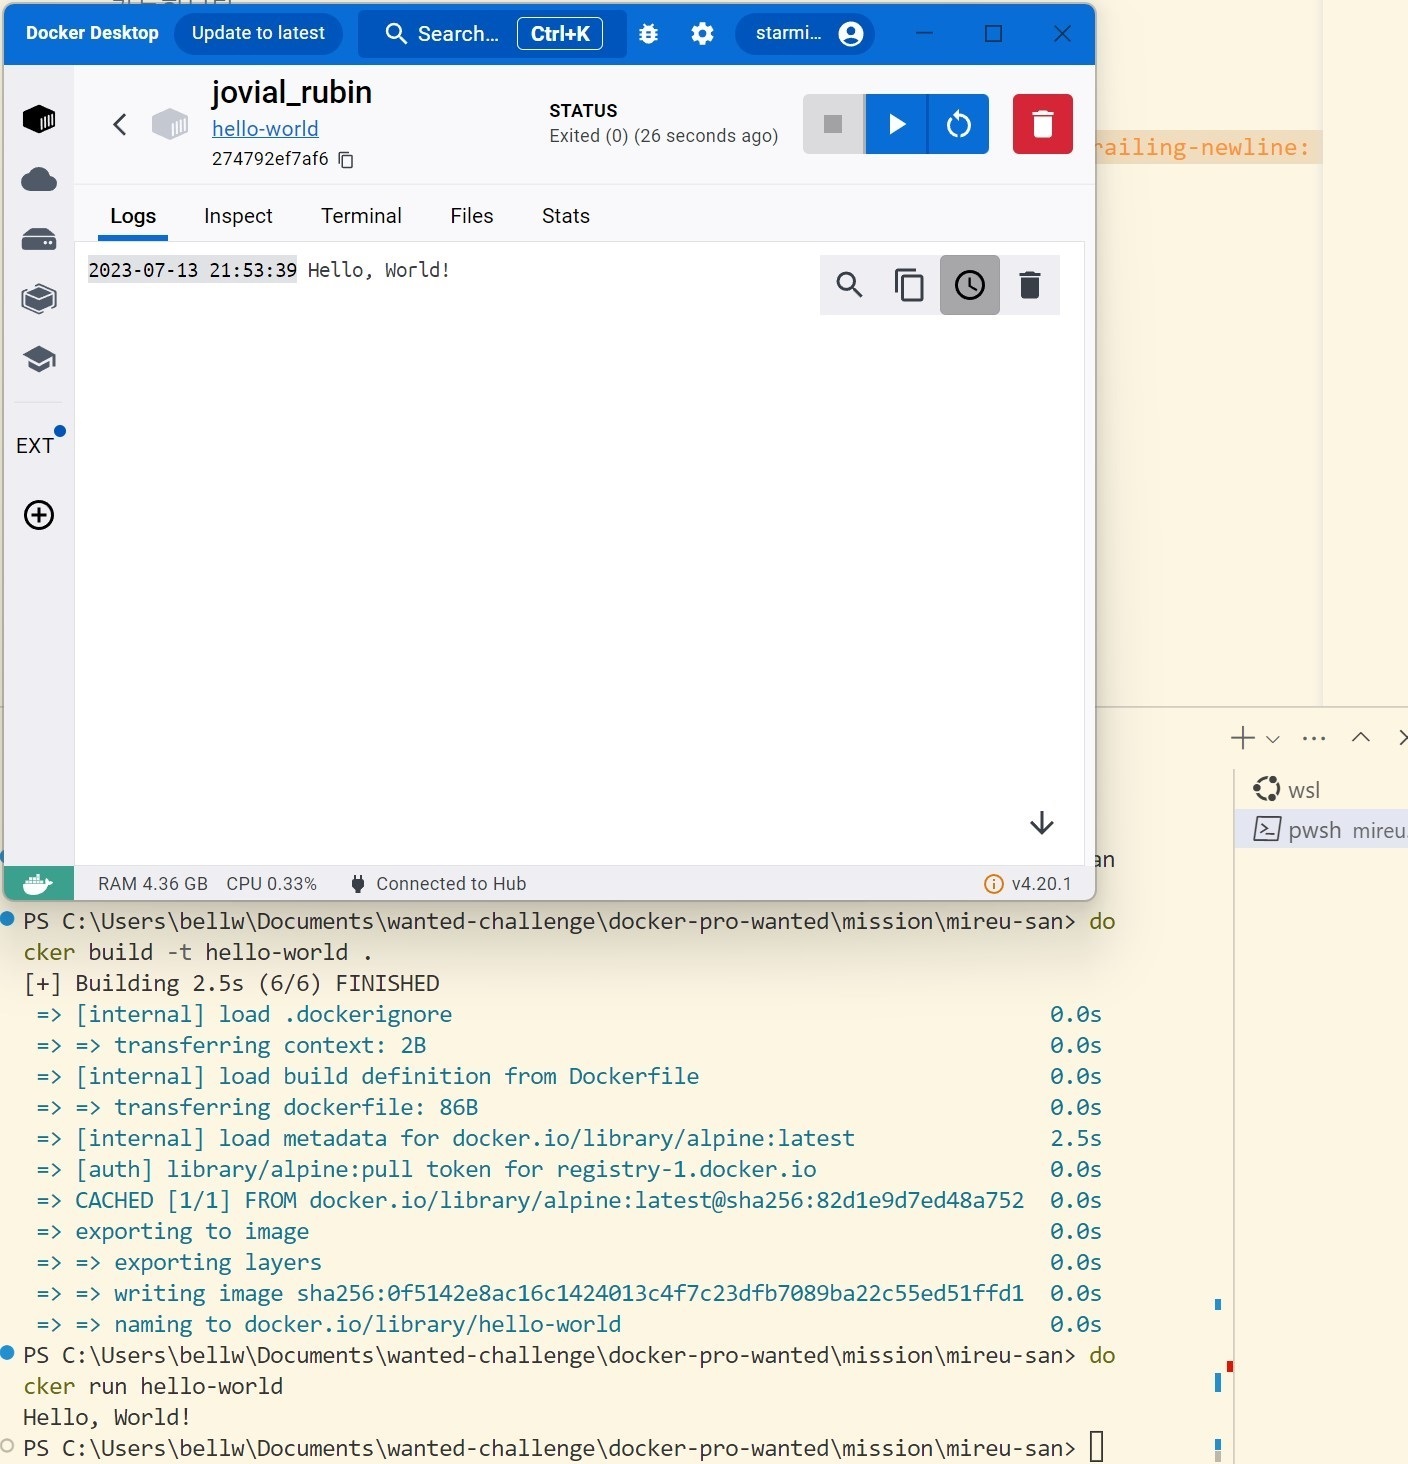 Docker Desktop
Update to latest
Search...
Ctrl+K
starmi...
jovial_rubin
hello-world
274792ef7af6
STATUS
Exited (0) (26 seconds ago)
railing-newline:
Logs
Inspect
Terminal
Files
Stats
2023-07-13 21:53:39 Hello, World!
EXT
wsl
pwsh mireu.
an
RAM 4.36 GB
CPU 0.33%
Connected to Hub
v4.20.1
PS C:\Users\bellw\Documents\wanted-challenge\docker-pro-wanted\mission\mireu-san> do
cker build -t hello-world .
[+] Building 2.5s (6/6) FINISHED
=> [internal] load .dockerignore 0.0s
=> => transferring context: 2B 0.0s
=> [internal] load build definition from Dockerfile 0.0s
=> => transferring dockerfile: 86B 0.0s
=> [internal] load metadata for docker.io/library/alpine:latest 2.5s
=> [auth] library/alpine:pull token for registry-1.docker.io 0.0s
=> CACHED [1/1] FROM docker.io/library/alpine:latest@sha256:82d1e9d7ed48a752 0.0s
=> exporting to image 0.0s
=> => exporting layers 0.0s
=> => writing image sha256:0f5142e8ac16c1424013c4f7c23dfb7089ba22c55ed51ffd1 0.0s
=> => naming to docker.io/library/hello-world 0.0s
PS C:\Users\bellw\Documents\wanted-challenge\docker-pro-wanted\mission\mireu-san> do
cker run hello-world
Hello, World!
PS C:\Users\bellw\Documents\wanted-challenge\docker-pro-wanted\mission\mireu-san>